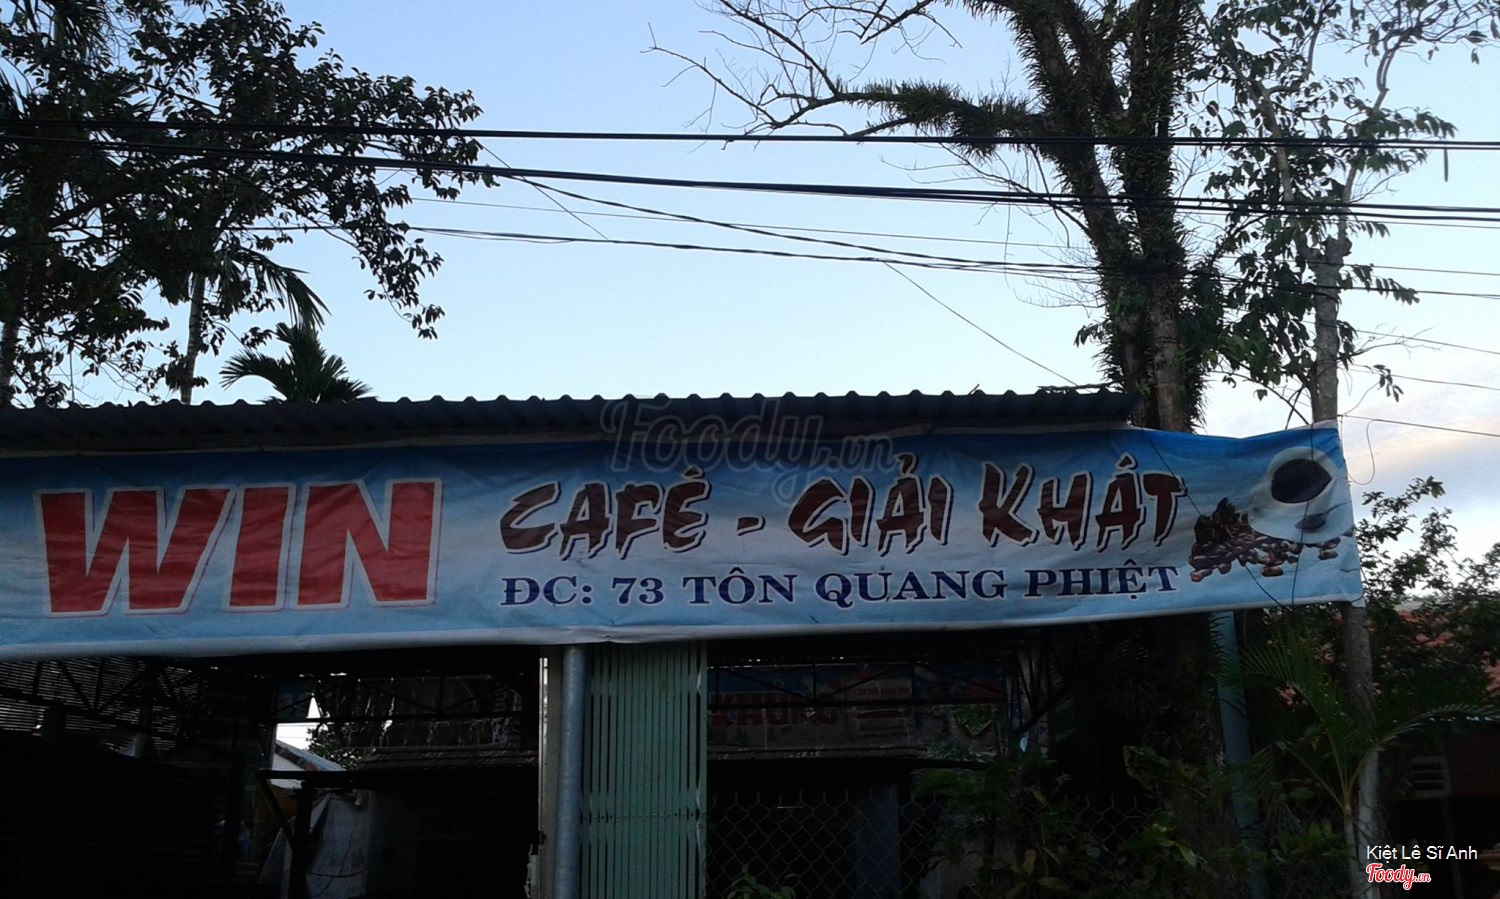 Foody.vn
WIN
CAFÉ - GIẢI KHÁT
ĐC: 73 TÔN QUANG PHIỆT
Kiệt Lê Sĩ Anh
Foody.vn